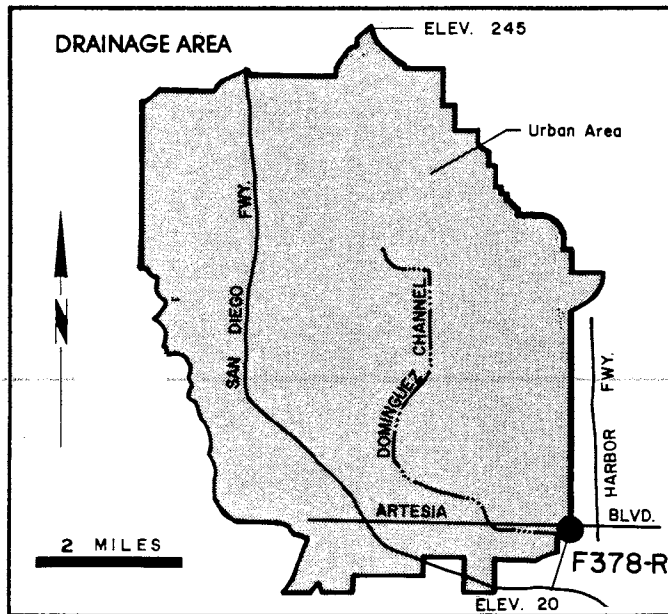 DRAINAGE AREA
ELEV. 245
Urban Area
N
SAN DIEGO FWY.
DOMINGUEZ CHANNEL
HARBOR FWY.
ARTESIA BLVD.
2 MILES
F378-R
ELEV. 20